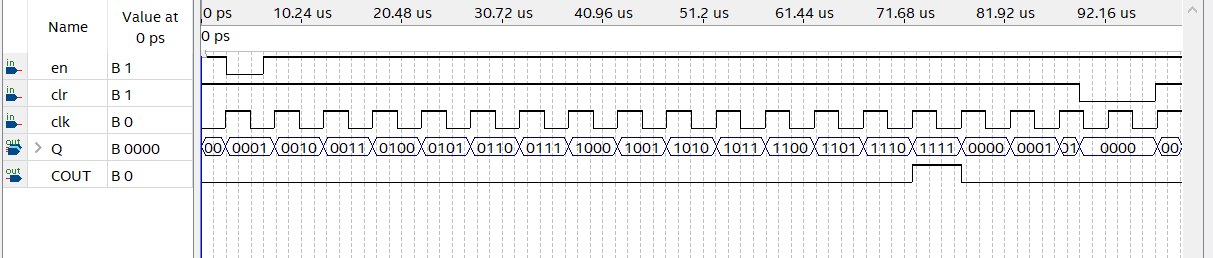 Name Value at 0 ps
0 ps 10.24 us 20.48 us 30.72 us 40.96 us 51.2 us 61.44 us 71.68 us 81.92 us 92.16 us
0 ps
in en B 1
in clr B 1
in clk B 0
out Q B 0000 00 0001 0010 0011 0100 0101 0110 0111 1000 1001 1010 1011 1100 1101 1110 1111 0000 0001 01 0000 00
out COUT B 0